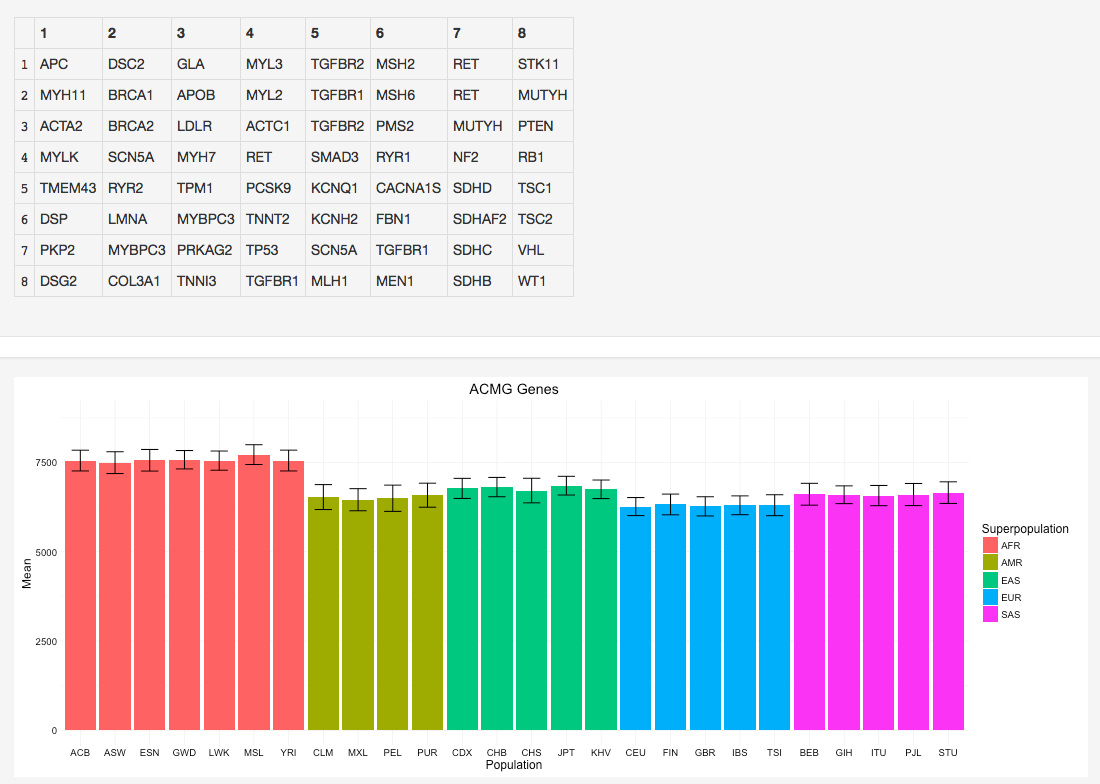 1 2 3 4 5 6 7 8
1 APC DSC2 GLA MYL3 TGFBR2 MSH2 RET STK11
2 MYH11 BRCA1 APOB MYL2 TGFBR1 MSH6 RET MUTYH
3 ACTA2 BRCA2 LDLR ACTC1 TGFBR2 PMS2 MUTYH PTEN
4 MYLK SCN5A MYH7 RET SMAD3 RYR1 NF2 RB1
5 TMEM43 RYR2 TPM1 PCSK9 KCNQ1 CACNA1S SDHD TSC1
6 DSP LMNA MYBPC3 TNNT2 KCNH2 FBN1 SDHAF2 TSC2
7 PKP2 MYBPC3 PRKAG2 TP53 SCN5A TGFBR1 SDHC VHL
8 DSG2 COL3A1 TNNI3 TGFBR1 MLH1 MEN1 SDHB WT1
ACMG Genes
7500
5000
2500
0
Mean
ACB ASW ESN GWD LWK MSL YRI CLM MXL PEL PUR CDX CHB CHS JPT KHV CEU FIN GBR IBS TSI BEB GIH ITU PJL STU
Population
Superpopulation
AFR
AMR
EAS
EUR
SAS